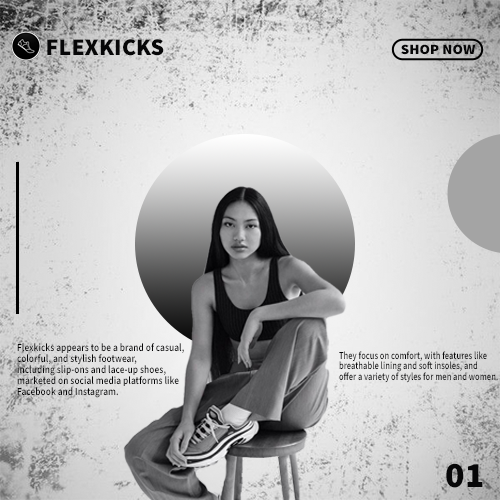 FLEXKICKS
SHOP NOW
Flexkicks appears to be a brand of casual,
colorful, and stylish footwear,
including slip-ons and lace-up shoes,
marketed on social media platforms like
Facebook and Instagram.
They focus on comfort, with features like
breathable lining and soft insoles, and
offer a variety of styles for men and women.
01